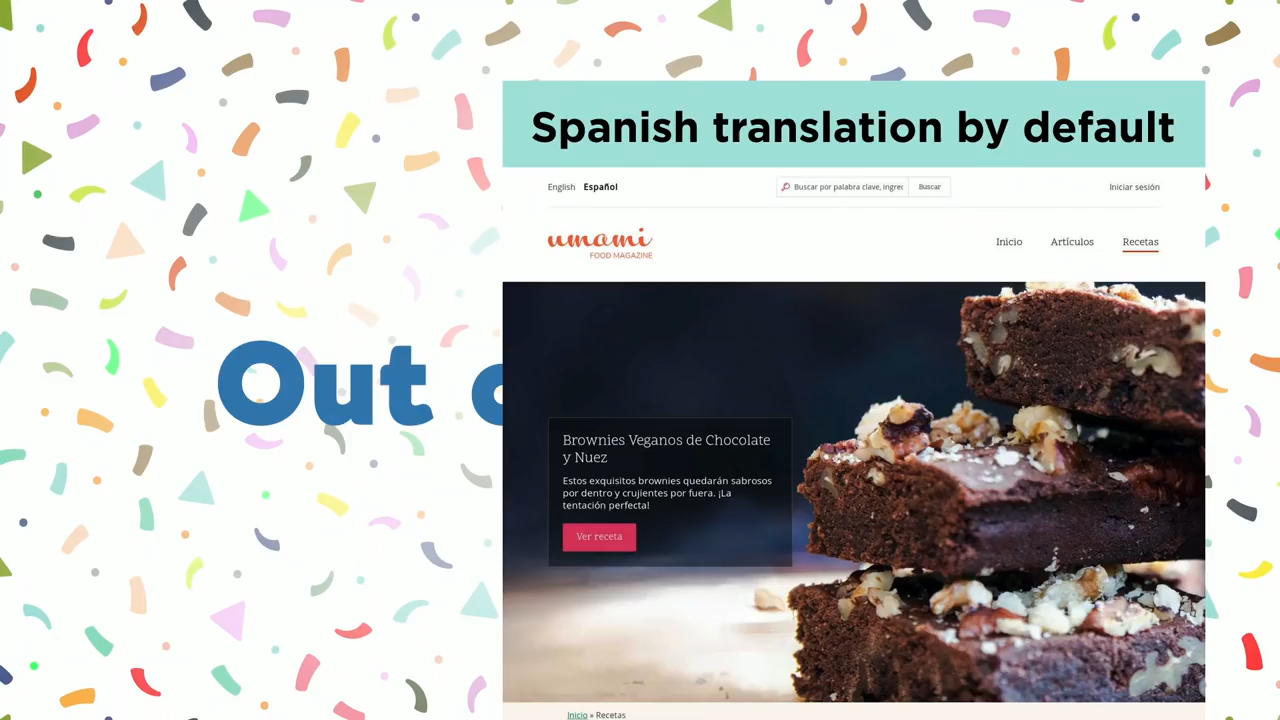 Spanish translation by default
English Español
Buscar por palabra clave, ingre
Buscar
Iniciar sesión
umami
FOOD MAGAZINE
Inicio
Artículos
Recetas
Out
Brownies Veganos de Chocolate
y Nuez
Estos exquisitos brownies quedarán sabrosos
por dentro y crujientes por fuera. ¡La
tentación perfecta!
Ver receta
Inicio » Recetas